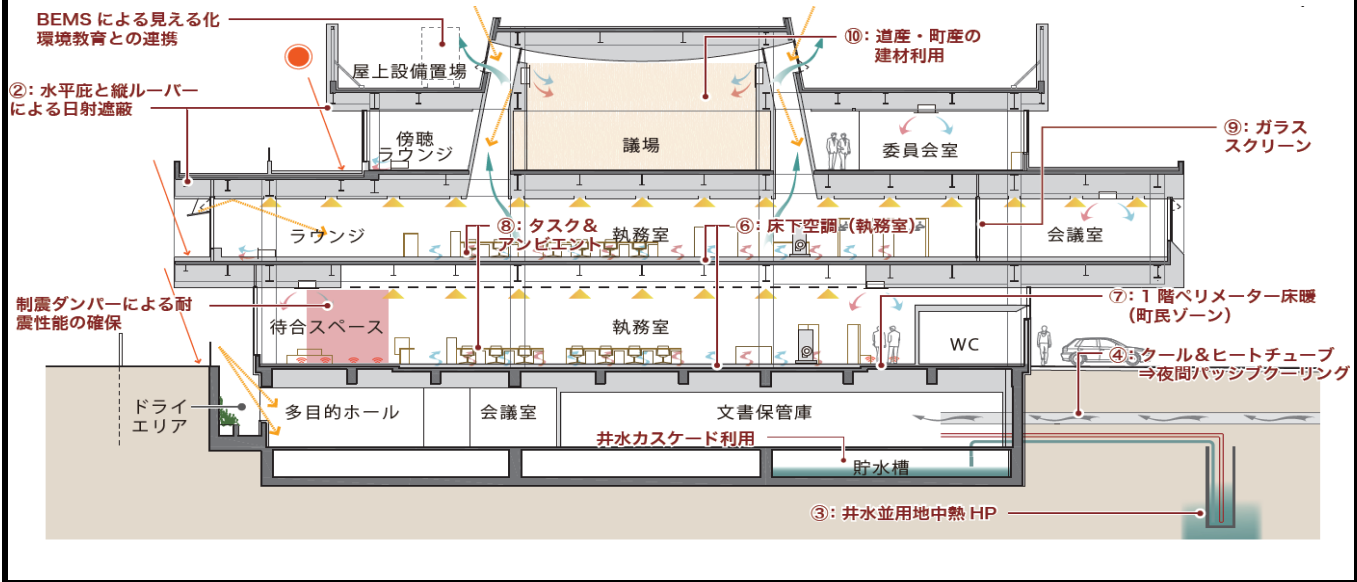 BEMS による見える化
環境教育との連携
屋上設備置場
⑩：道産・町産の
建材利用
②：水平庇と縦ルーバー
による日射遮蔽
傍聴
ラウンジ
議場
委員会室
⑨：ガラス
スクリーン
ラウンジ
⑧：タスク＆
アンビエント
執務室
⑥：床下空調（執務室）
会議室
制震ダンパーによる耐
震性能の確保
待合スペース
執務室
⑦：1 階ペリメーター床暖
（町民ゾーン）
WC
④：クール＆ヒートチューブ
⇒夜間パッシブクーリング
ドライ
エリア
多目的ホール
会議室
文書保管庫
井水カスケード利用
貯水槽
③：井水並用地中熱 HP